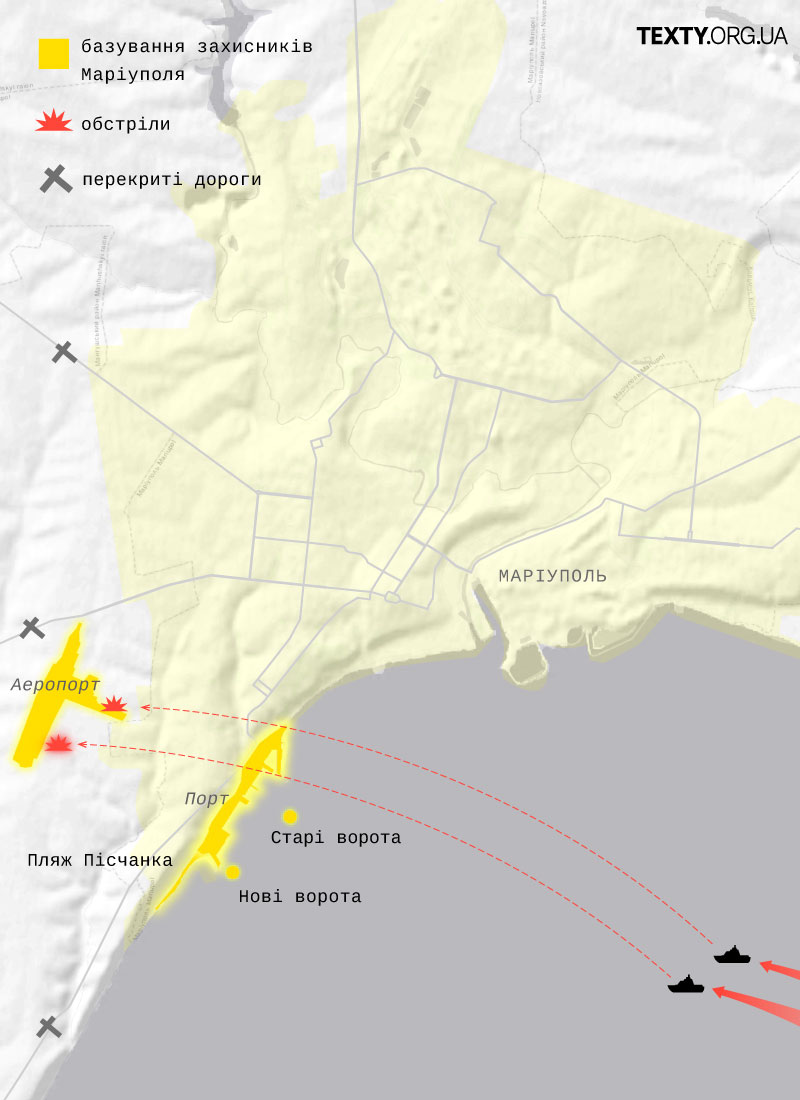 TEXTY.ORG.UA
базування захисників
Маріуполя
обстріли
перекриті дороги
МАРІУПОЛЬ
Аеропорт
Порт
Старі ворота
Пляж Пісчанка
Нові ворота